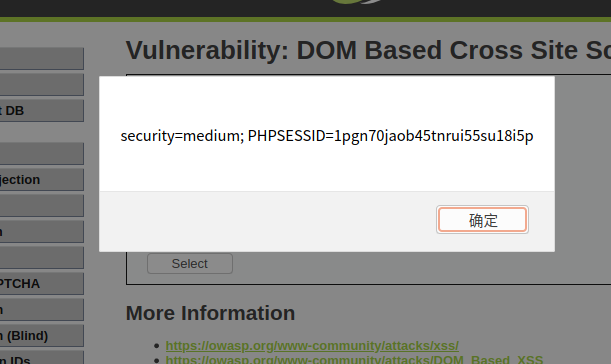 Vulnerability: DOM Based Cross Site Sc
t DB
security=medium; PHPSESSID=1pgn70jaob45tnrui55su18i5p
jection
确定
Select
PTCHA
More Information
n (Blind)
https://owasp.org/www-community/attacks/xss/
n IDs
https://owasp.org/www-community/attacks/DOM_Based_XSS